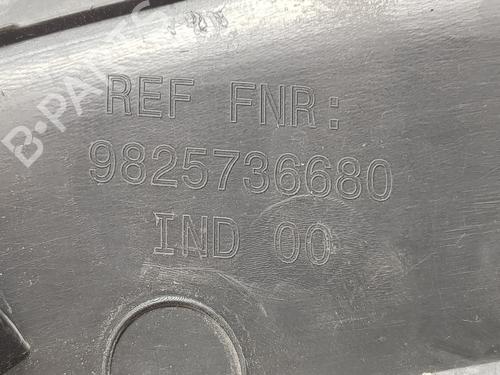 B-PARTS
REF FNR:
9825736680
IND 00